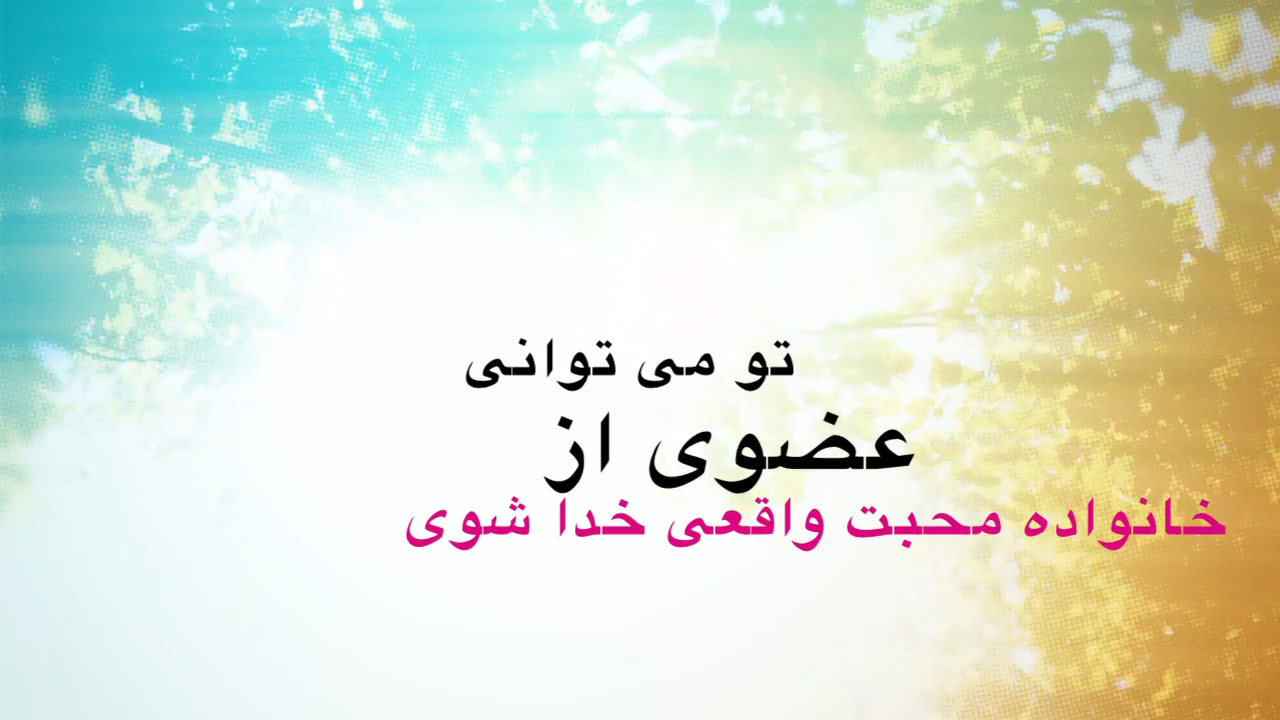 تو می توانی
عضوی از
خانواده محبت واقعی خدا شوی